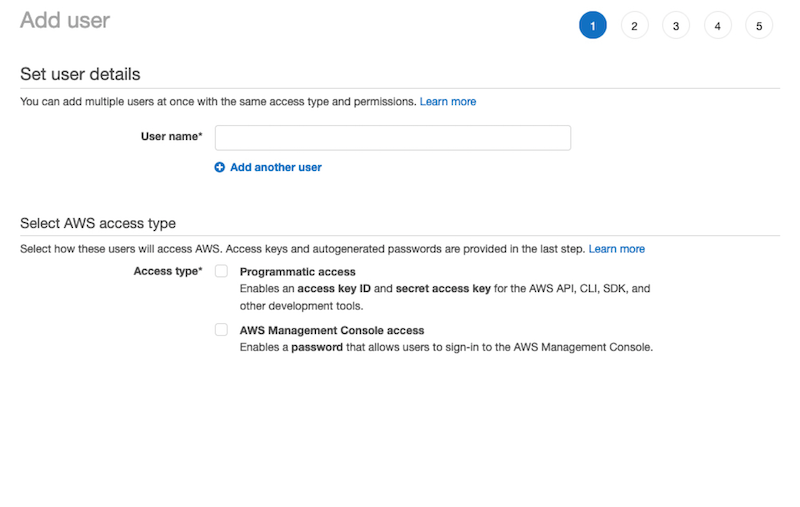 Add user
1 2 3 4 5
Set user details
You can add multiple users at once with the same access type and permissions. Learn more
User name*
Add another user
Select AWS access type
Select how these users will access AWS. Access keys and autogenerated passwords are provided in the last step. Learn more
Access type* Programmatic access
Enables an access key ID and secret access key for the AWS API, CLI, SDK, and
other development tools.
AWS Management Console access
Enables a password that allows users to sign-in to the AWS Management Console.